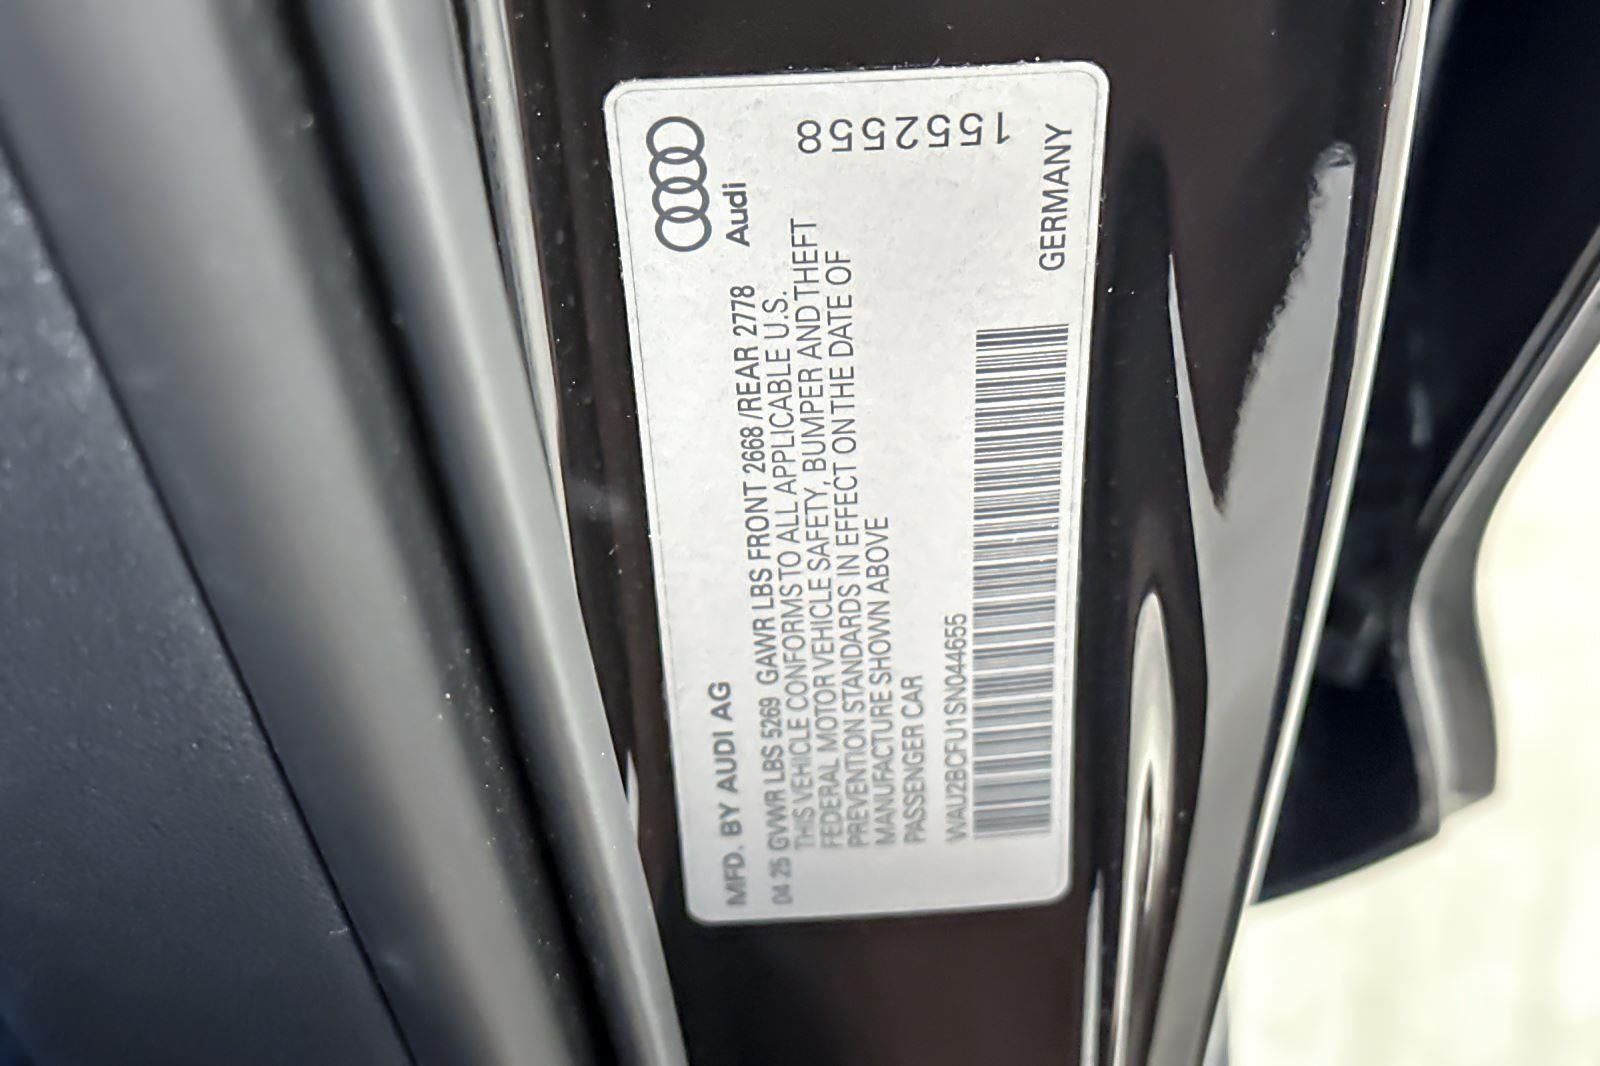 MFD. BY AUDI AG
Audi
04 25 GVWR LBS 5269 GAWR LBS FRONT 2668 /REAR 2778
THIS VEHICLE CONFORMS TO ALL APPLICABLE U.S.
FEDERAL MOTOR VEHICLE SAFETY, BUMPER AND THEFT
PREVENTION STANDARDS IN EFFECT ON THE DATE OF
MANUFACTURE SHOWN ABOVE
PASSENGER CAR
WAU2BCFU1SN044655
GERMANY
1552558